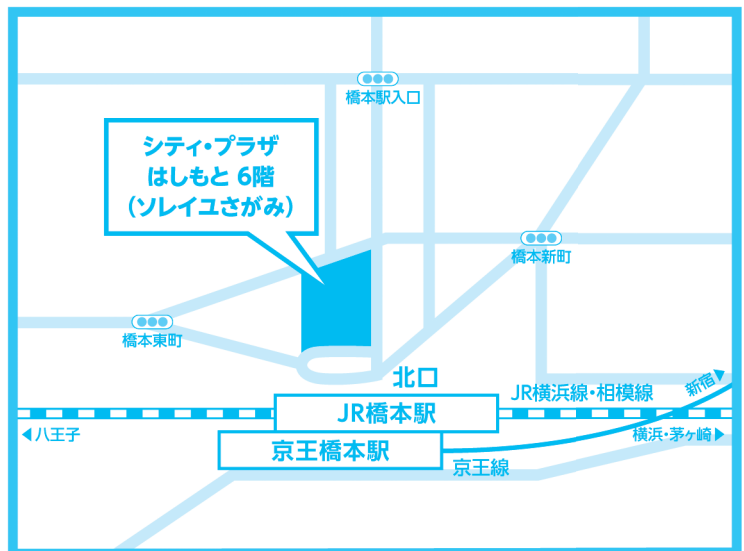 橋本駅入口
シティ・プラザ
はしもと 6階
（ソレイユさがみ）
橋本新町
橋本東町
北口
新宿▶
JR横浜線・相模線
JR橋本駅
◀八王子
横浜・茅ヶ崎▶
京王橋本駅
京王線